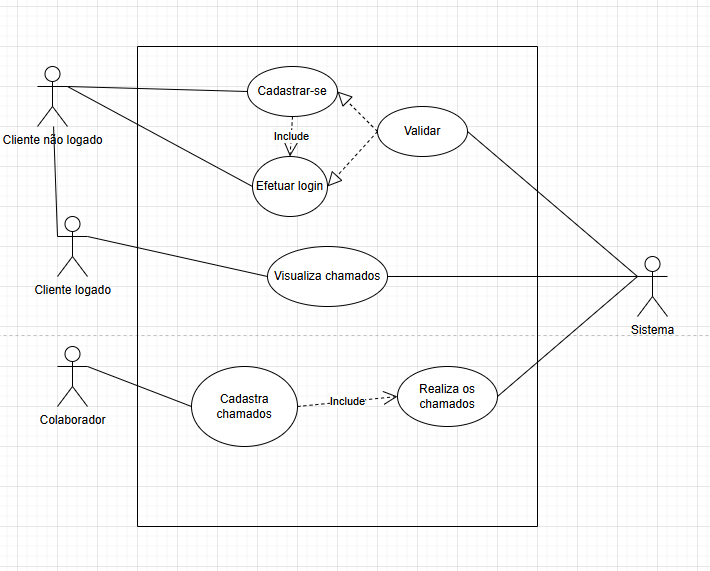 Cadastrar-se
Validar
Include
Cliente não logado
Efetuar login
Visualiza chamados
Cliente logado
Sistema
Cadastra
chamados
Include
Realiza os
chamados
Colaborador